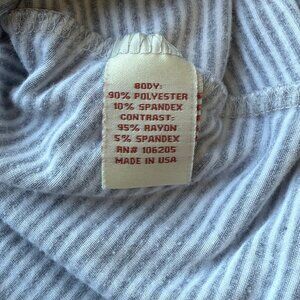 BODY:
90% POLYESTER
10% SPANDEX
CONTRAST:
95% RAYON
5% SPANDEX
RN# 106205
MADE IN USA